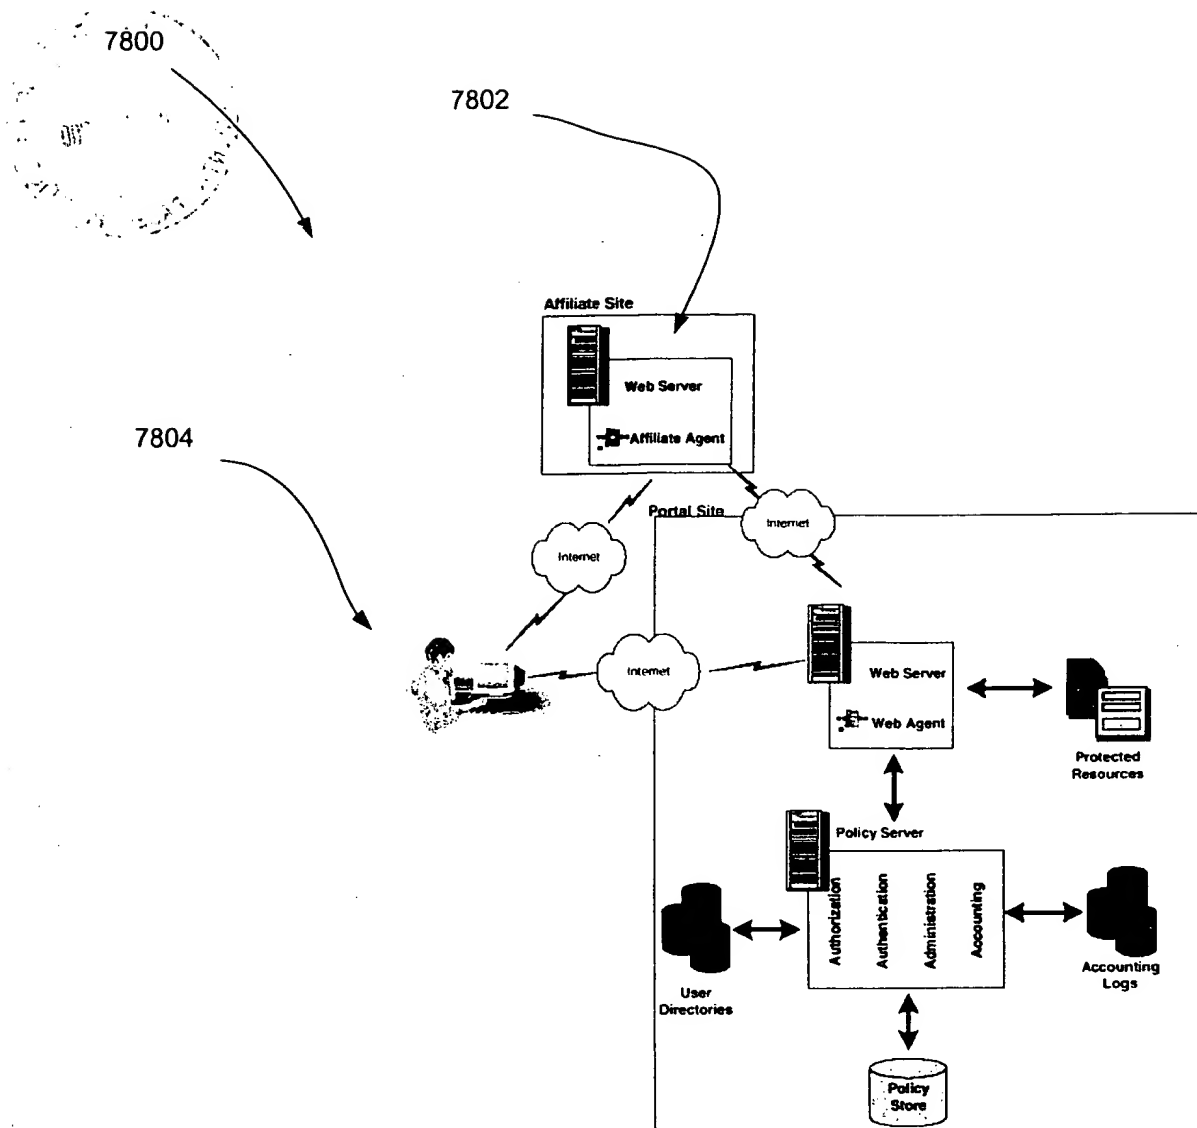 7800
7802
Affiliate Site
Web Server
Affiliate Agent
7804
Portal Site
Internet
Internet
Internet
Web Server
Web Agent
Protected
Resources
Policy Server
Authorization
Authentication
Administration
Accounting
User
Directories
Accounting
Logs
Policy
Store